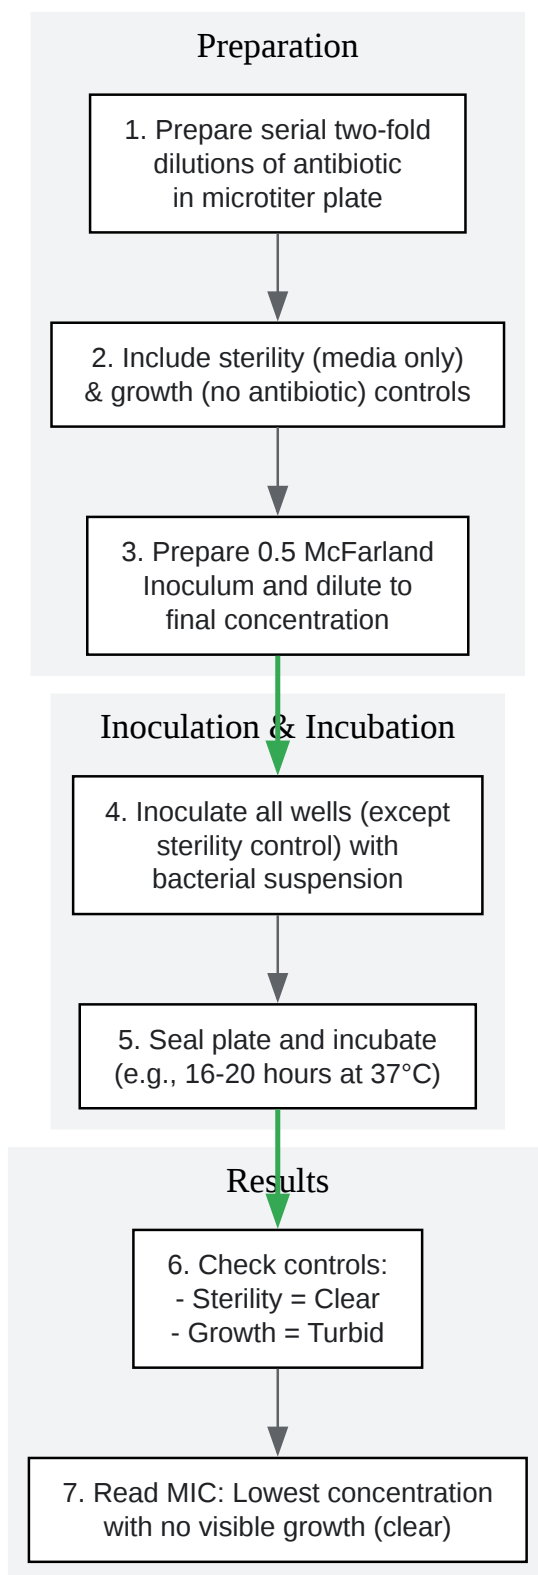 Preparation
1. Prepare serial two-fold
dilutions of antibiotic
in microtiter plate
2. Include sterility (media only)
& growth (no antibiotic) controls
3. Prepare 0.5 McFarland
Inoculum and dilute to
final concentration
Inoculation & Incubation
4. Inoculate all wells (except
sterility control) with
bacterial suspension
5. Seal plate and incubate
(e.g., 16-20 hours at 37°C)
Results
6. Check controls:
- Sterility = Clear
- Growth = Turbid
7. Read MIC: Lowest concentration
with no visible growth (clear)